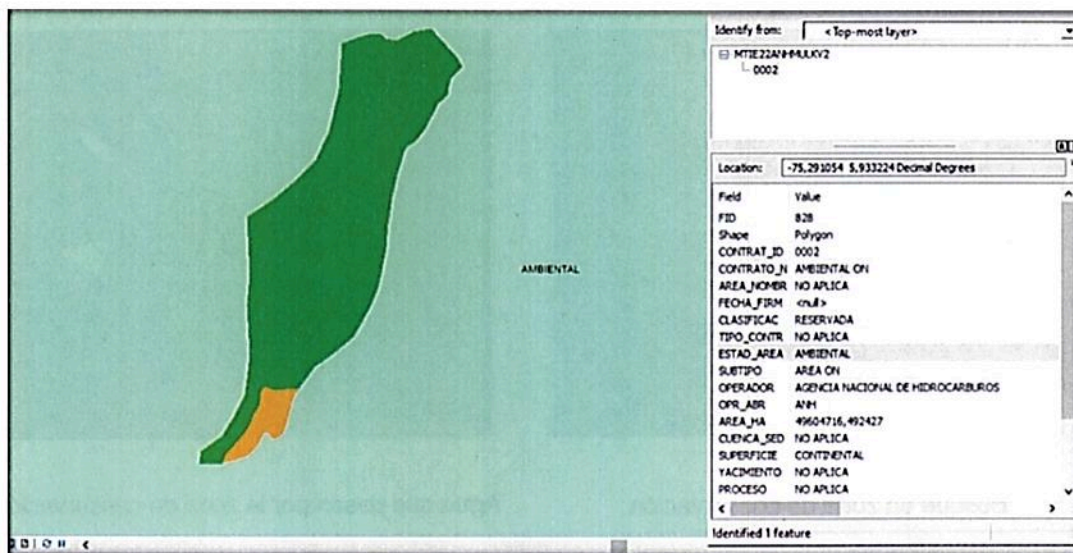 AMBIENTAL
Identify from: <Top-most layer>
MTIE22ANHMULKV2
0002
Location: -75,291054 5,933224 Decimal Degrees
Field Value
FID 828
Shape Polygon
CONTRAT_ID 0002
CONTRATO_N AMBIENTAL ON
AREA_NOMBR NO APLICA
FECHA_FIRM <null>
CLASIFICAC RESERVADA
TIPO_CONTR NO APLICA
ESTAD_AREA AMBIENTAL
SUBTIPO AREA ON
OPERADOR AGENCIA NACIONAL DE HIDROCARBUROS
OPR_ABR ANH
AREA_HA 49604716,492427
CUENCA_SED NO APLICA
SUPERFICIE CONTINENTAL
YACIMIENTO NO APLICA
PROCESO NO APLICA
Identified 1 feature